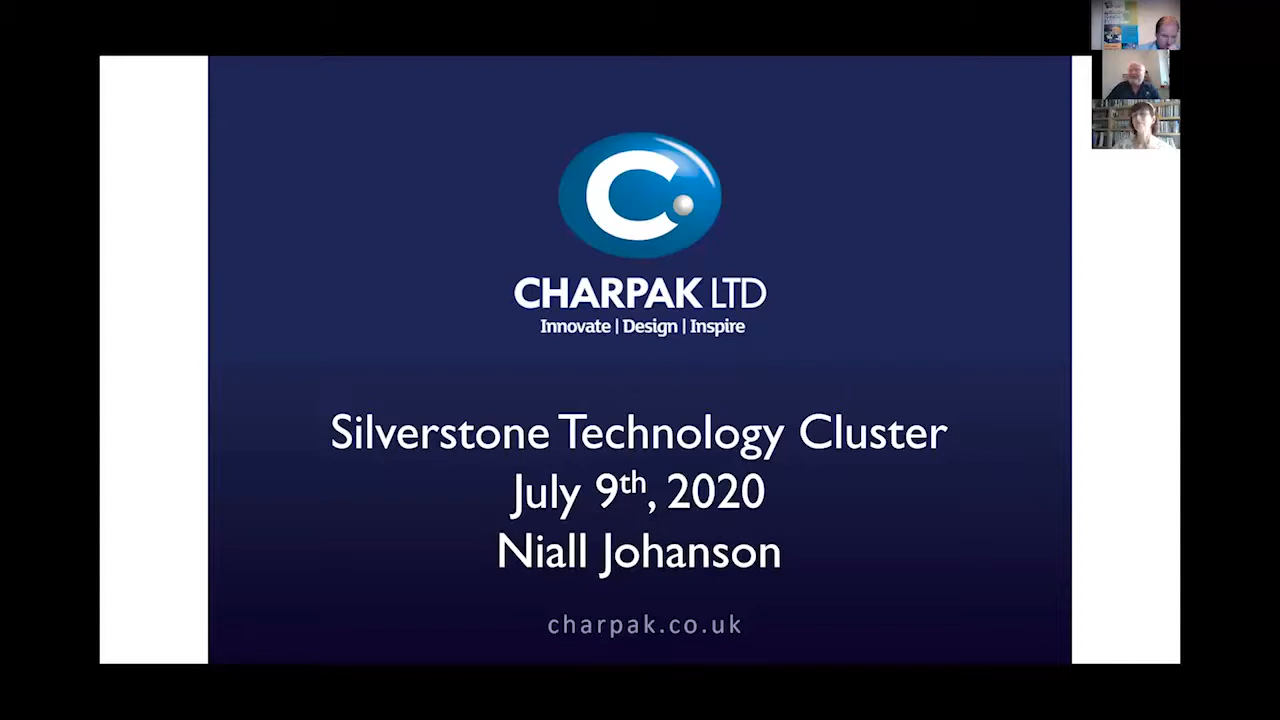 CHARPAK LTD
Innovate | Design | Inspire
Silverstone Technology Cluster
July 9th, 2020
Niall Johanson
charpak.co.uk